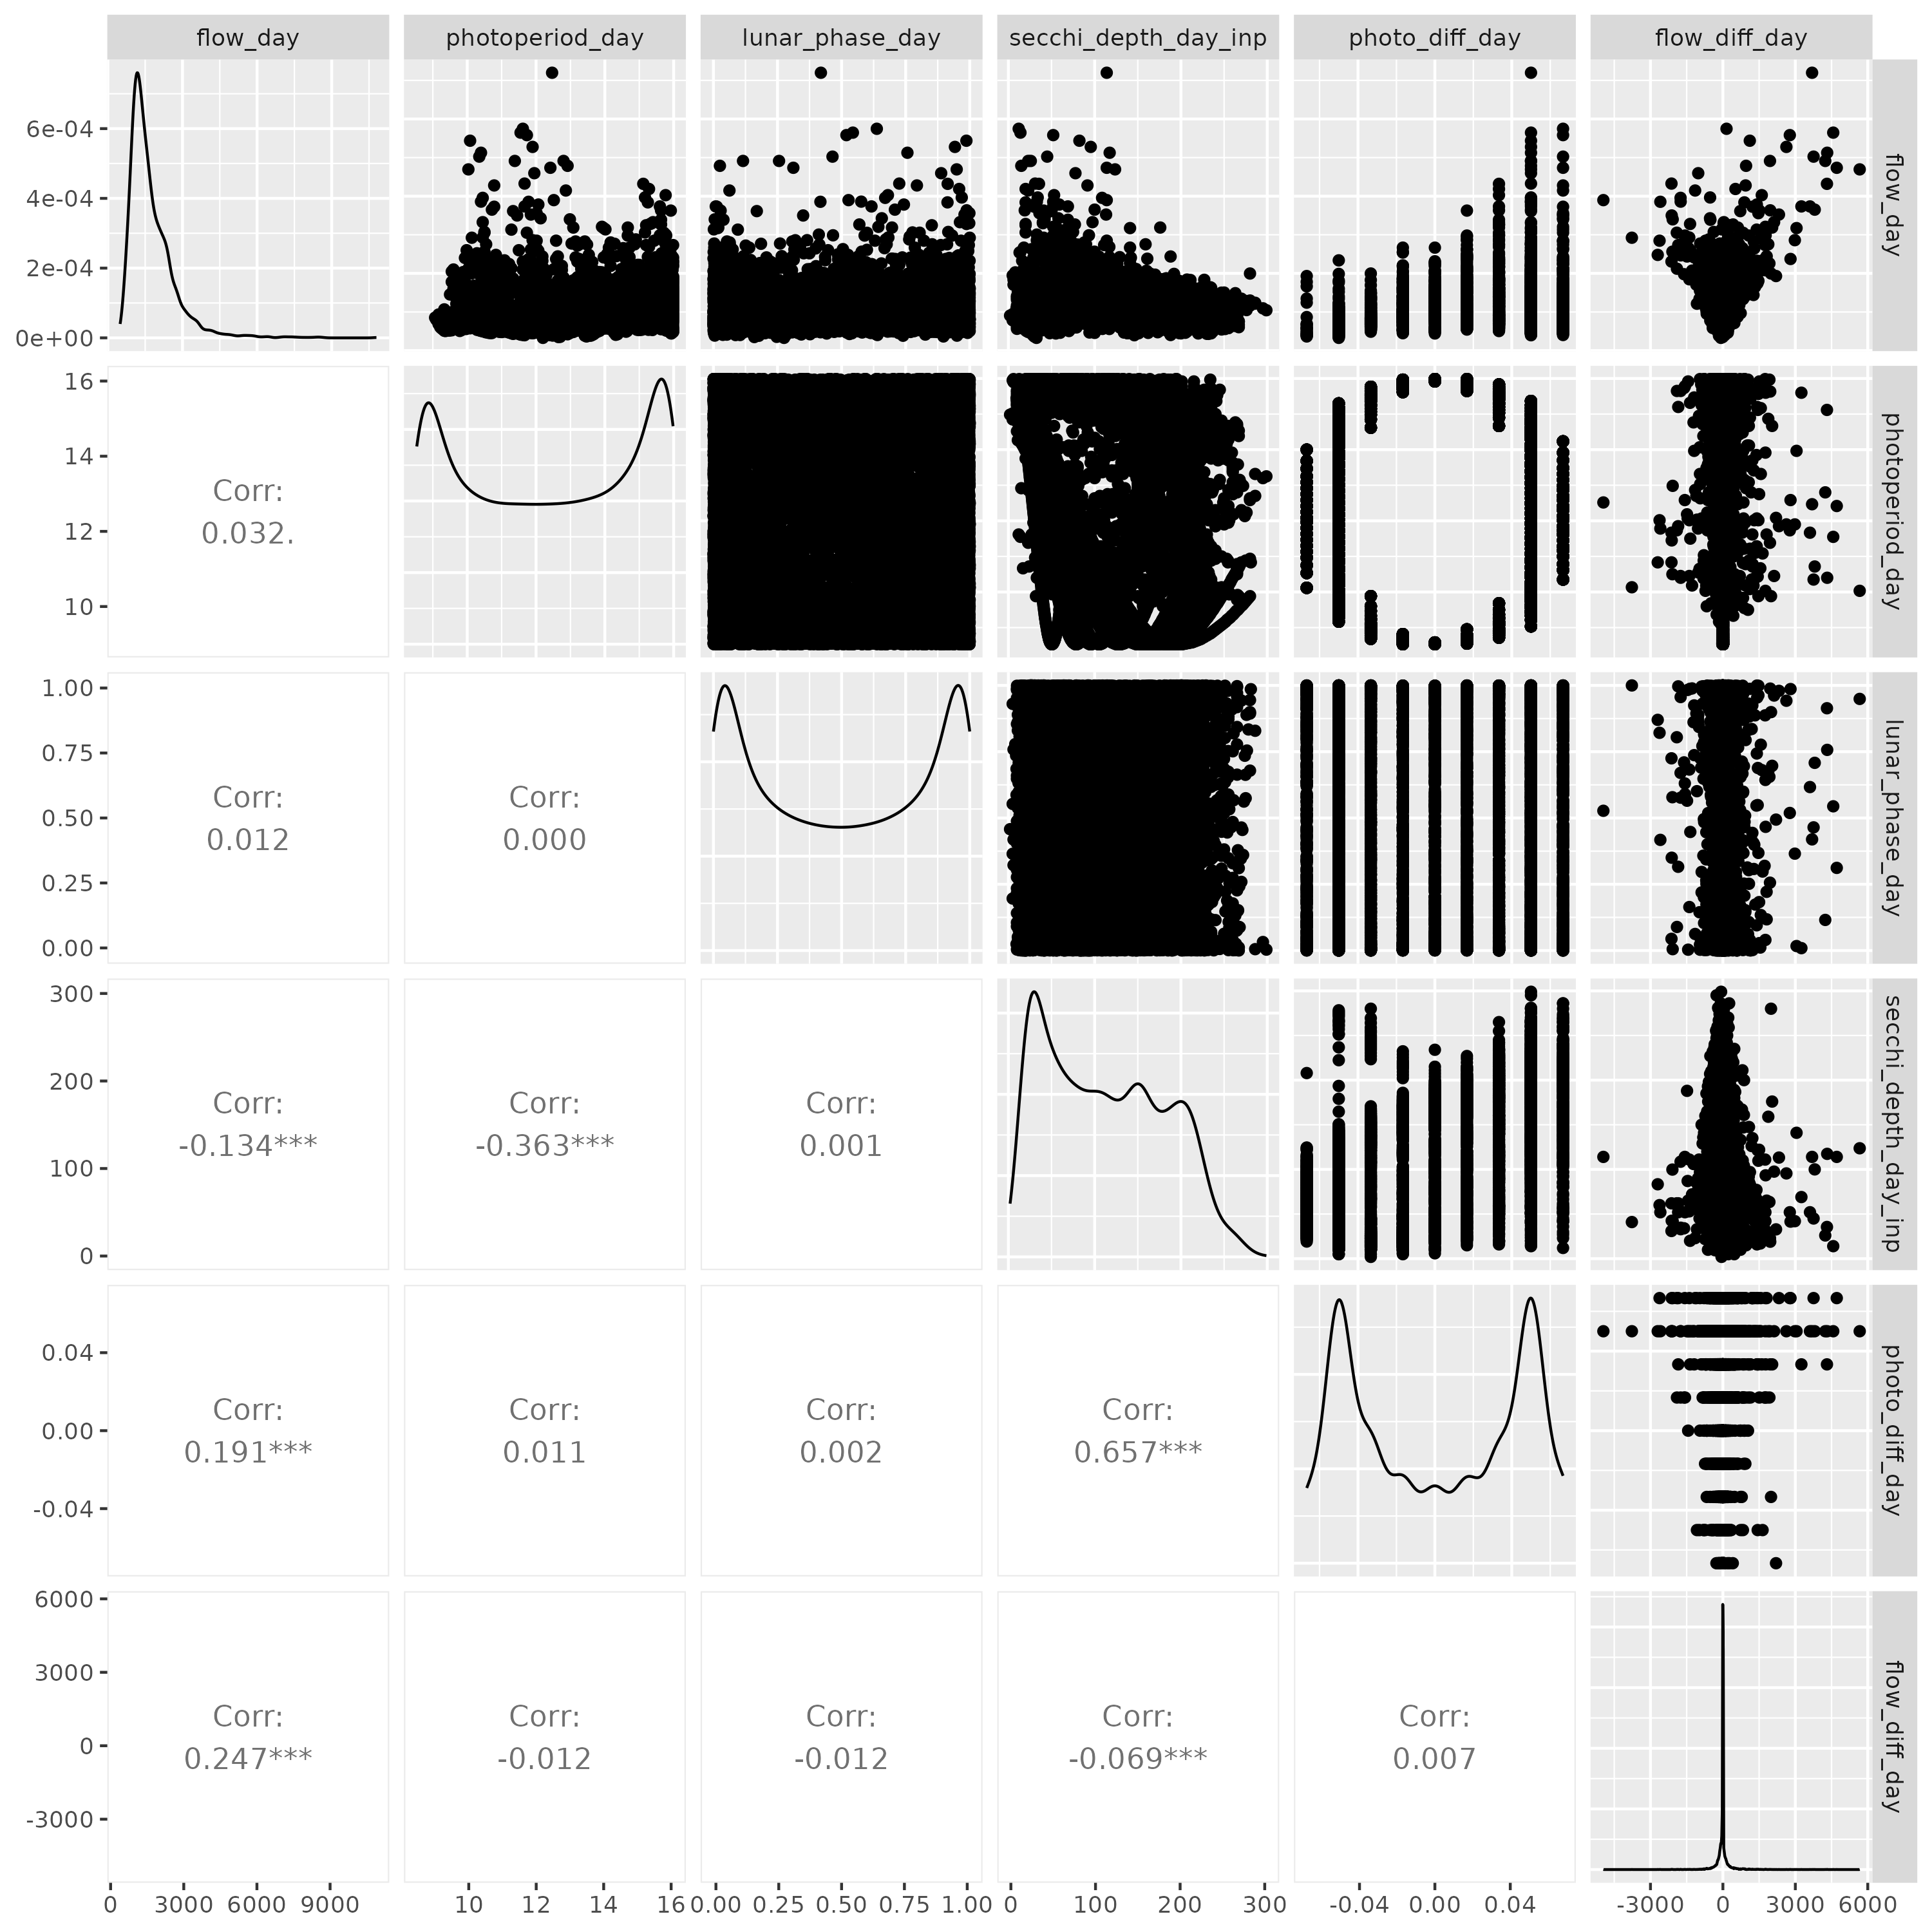 flow_day photoperiod_day lunar_phase_day secchi_depth_day_inp photo_diff_day flow_diff_day
6e-04
4e-04
2e-04
0e+00
flow_day
16
14
12
10
Corr:
0.032.
photoperiod_day
1.00
0.75
0.50
0.25
0.00
Corr: Corr:
0.012 0.000
lunar_phase_day
300
200
100
0
Corr: Corr: Corr:
-0.134*** -0.363*** 0.001
secchi_depth_day_inp
0.04
0.00
-0.04
Corr: Corr: Corr: Corr:
0.191*** 0.011 0.002 0.657***
photo_diff_day
6000
3000
0
-3000
Corr: Corr: Corr: Corr: Corr:
0.247*** -0.012 -0.012 -0.069*** 0.007
flow_diff_day
0 3000 6000 9000 10 12 14 16 0.00 0.25 0.50 0.75 1.00 0 100 200 300 -0.04 0.00 0.04 -3000 0 3000 6000